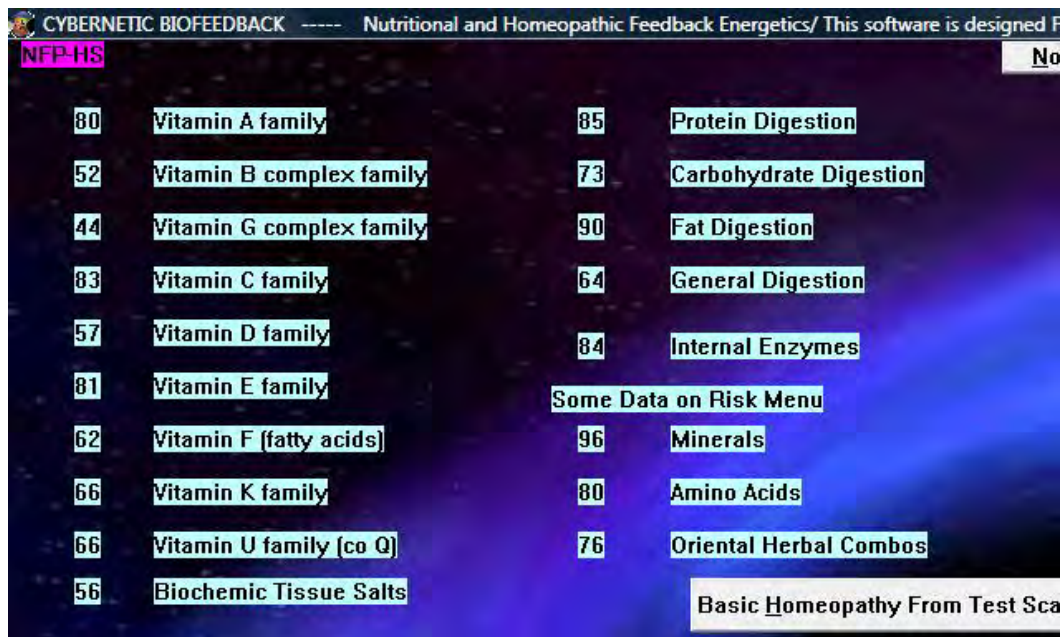 CYBERNETIC BIOFEEDBACK ----- Nutritional and Homeopathic Feedback Energetics/ This software is designed F
NFP-HS
No
80 Vitamin A family
52 Vitamin B complex family
44 Vitamin G complex family
83 Vitamin C family
57 Vitamin D family
81 Vitamin E family
62 Vitamin F (fatty acids)
66 Vitamin K family
66 Vitamin U family (co Q)
56 Biochemic Tissue Salts
85 Protein Digestion
73 Carbohydrate Digestion
90 Fat Digestion
64 General Digestion
84 Internal Enzymes
Some Data on Risk Menu
96 Minerals
80 Amino Acids
76 Oriental Herbal Combos
Basic Homeopathy From Test Sca